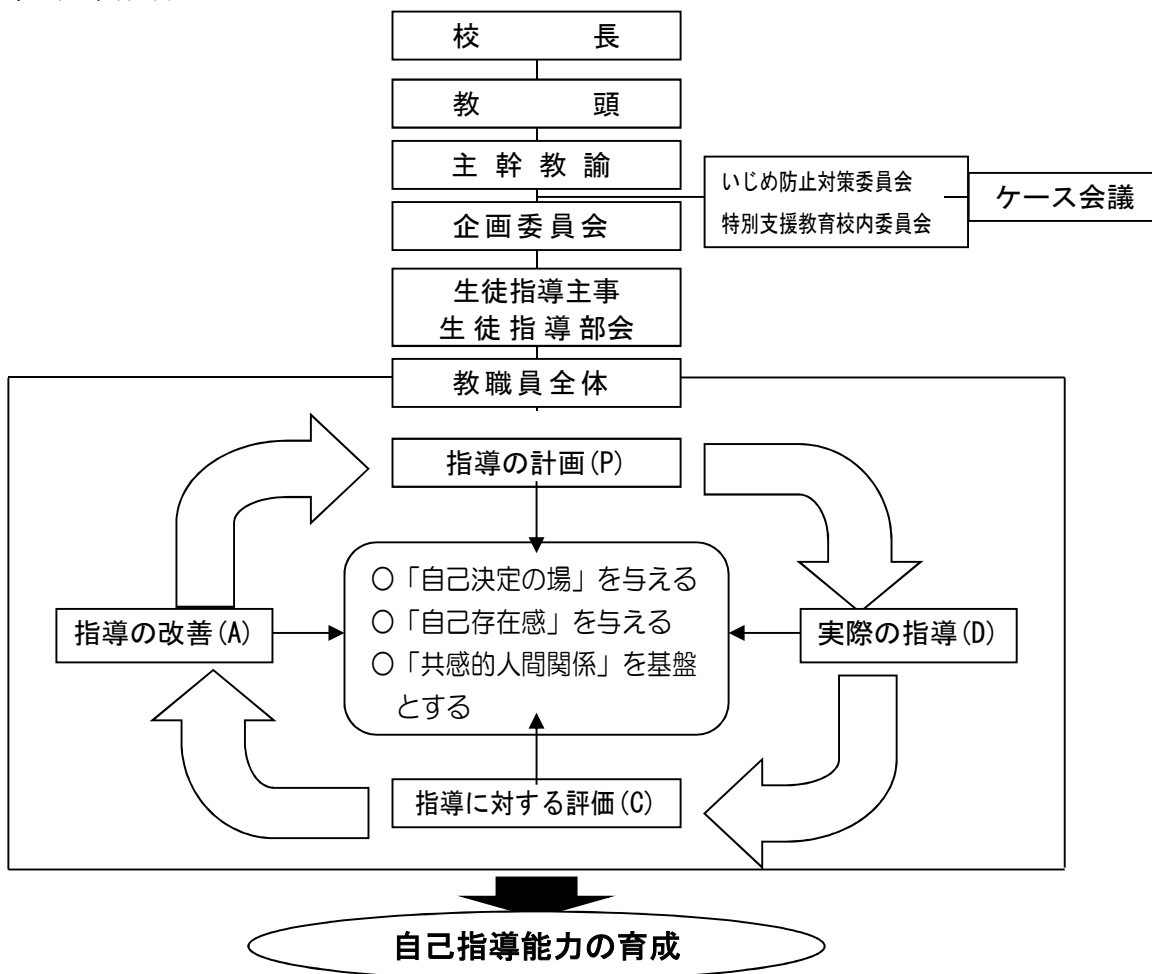 校長
教頭
主幹教諭
いじめ防止対策委員会
特別支援教育校内委員会
ケース会議
企画委員会
生徒指導主事
生徒指導部会
教職員全体
指導の計画(P)
○「自己決定の場」を与える
○「自己存在感」を与える
○「共感的人間関係」を基盤
とする
指導の改善(A)
実際の指導(D)
指導に対する評価(C)
自己指導能力の育成